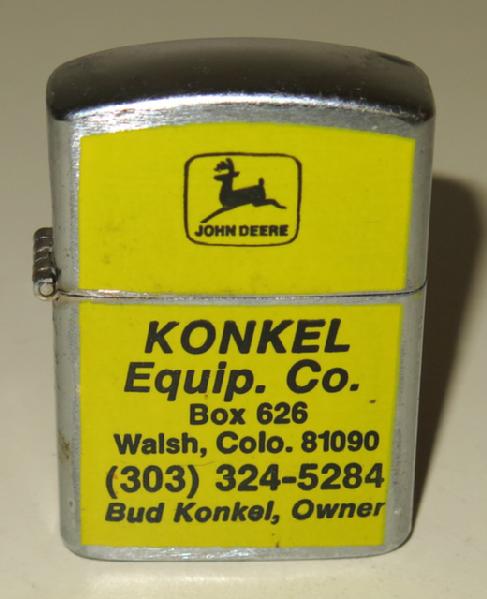 JOHN DEERE
KONKEL
Equip. Co.
Box 626
Walsh, Colo. 81090
(303) 324-5284
Bud Konkel, Owner